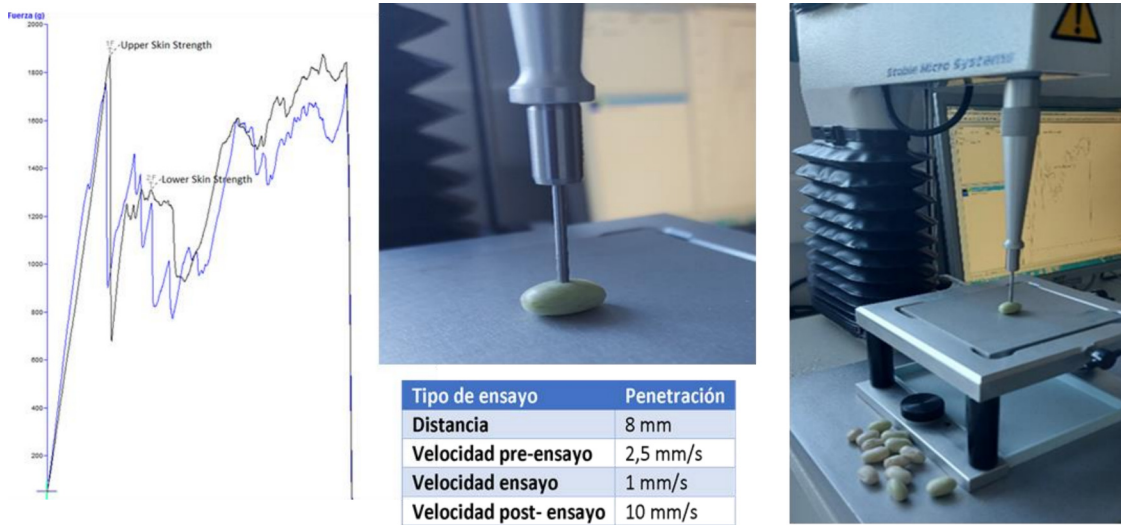 Fuerza (g)
2000
Upper Skin Strength
1800
1600
1400
Lower Skin Strength
1200
1000
800
600
400
200
Stable Micro Systems
Tipo de ensayo Penetración
Distancia 8 mm
Velocidad pre-ensayo 2,5 mm/s
Velocidad ensayo 1 mm/s
Velocidad post- ensayo 10 mm/s